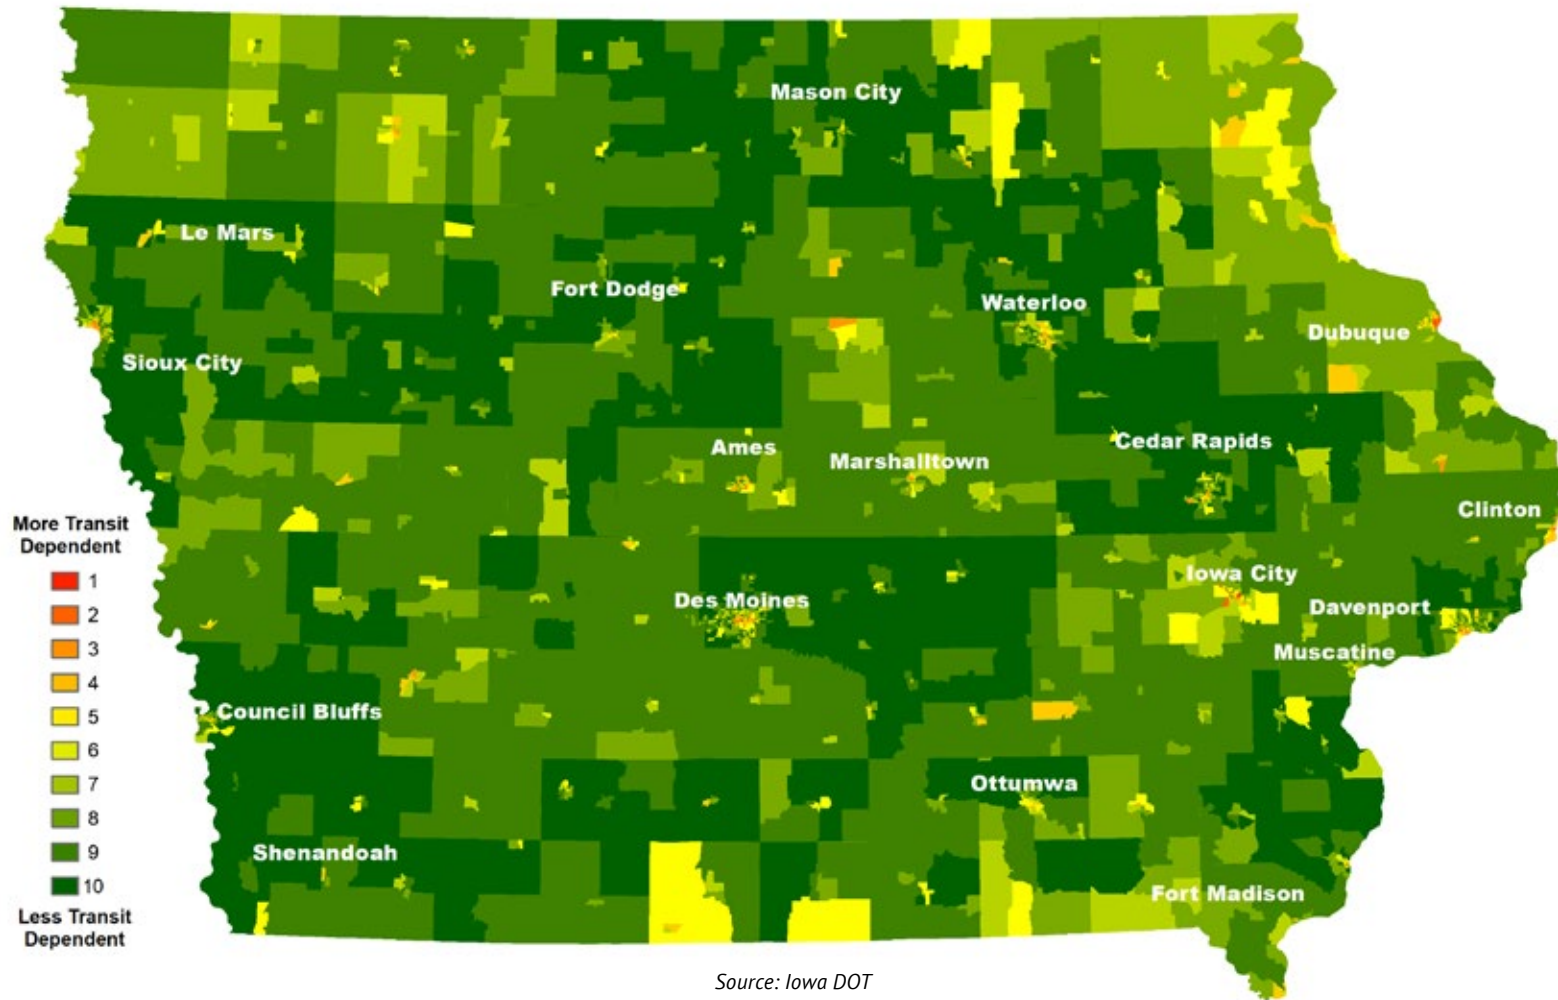 Mason City
Le Mars
Fort Dodge
Waterloo
Dubuque
Sioux City
Ames
Marshalltown
Cedar Rapids
Clinton
Iowa City
Des Moines
Davenport
Muscatine
Council Bluffs
Ottumwa
Shenandoah
Fort Madison
More Transit
Dependent
1
2
3
4
5
6
7
8
9
10
Less Transit
Dependent
Source: Iowa DOT